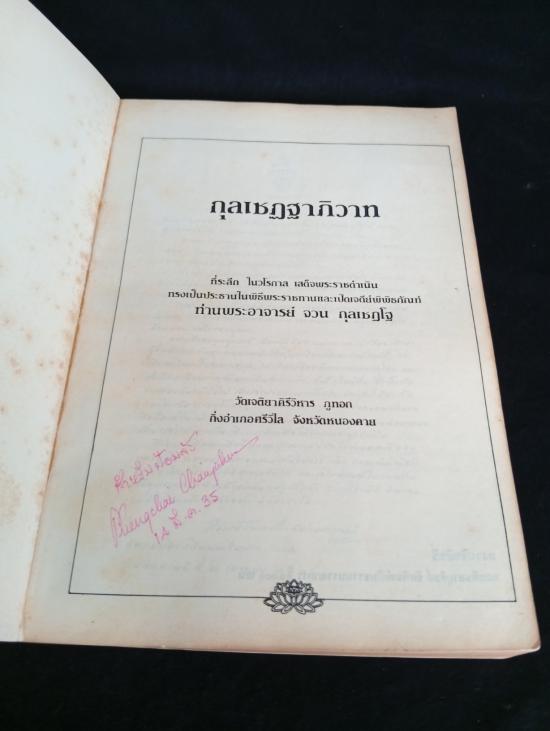 กุลเชฏฐาภิวาท
ที่ระลึก ในวโรกาส เสด็จพระราชดำเนิน
ทรงเป็นประธานในพิธีพระราชทานและเปิดเจดีย์พิพิธภัณฑ์
ท่านพระอาจารย์ จวน กุลเชฏโฐ
วัดเจติยาคิรีวิหาร ภูทอก
กิ่งอำเภอศรีวิไล จังหวัดหนองคาย
35